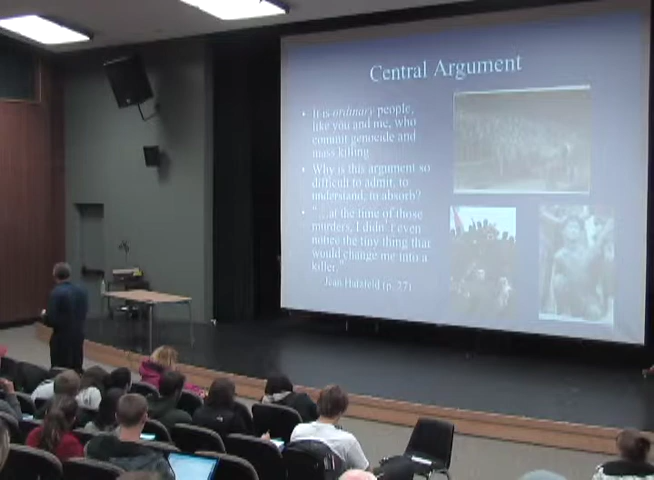 Central Argument
• It is ordinary people,
like you and me, who
commit genocide and
mass killing
• Why is this argument so
difficult to admit, to
understand, to absorb?
• "...at the time of those
murders, I didn't even
notice the tiny thing that
would change me into a
killer."
Jean Hatzfeld (p. 27)